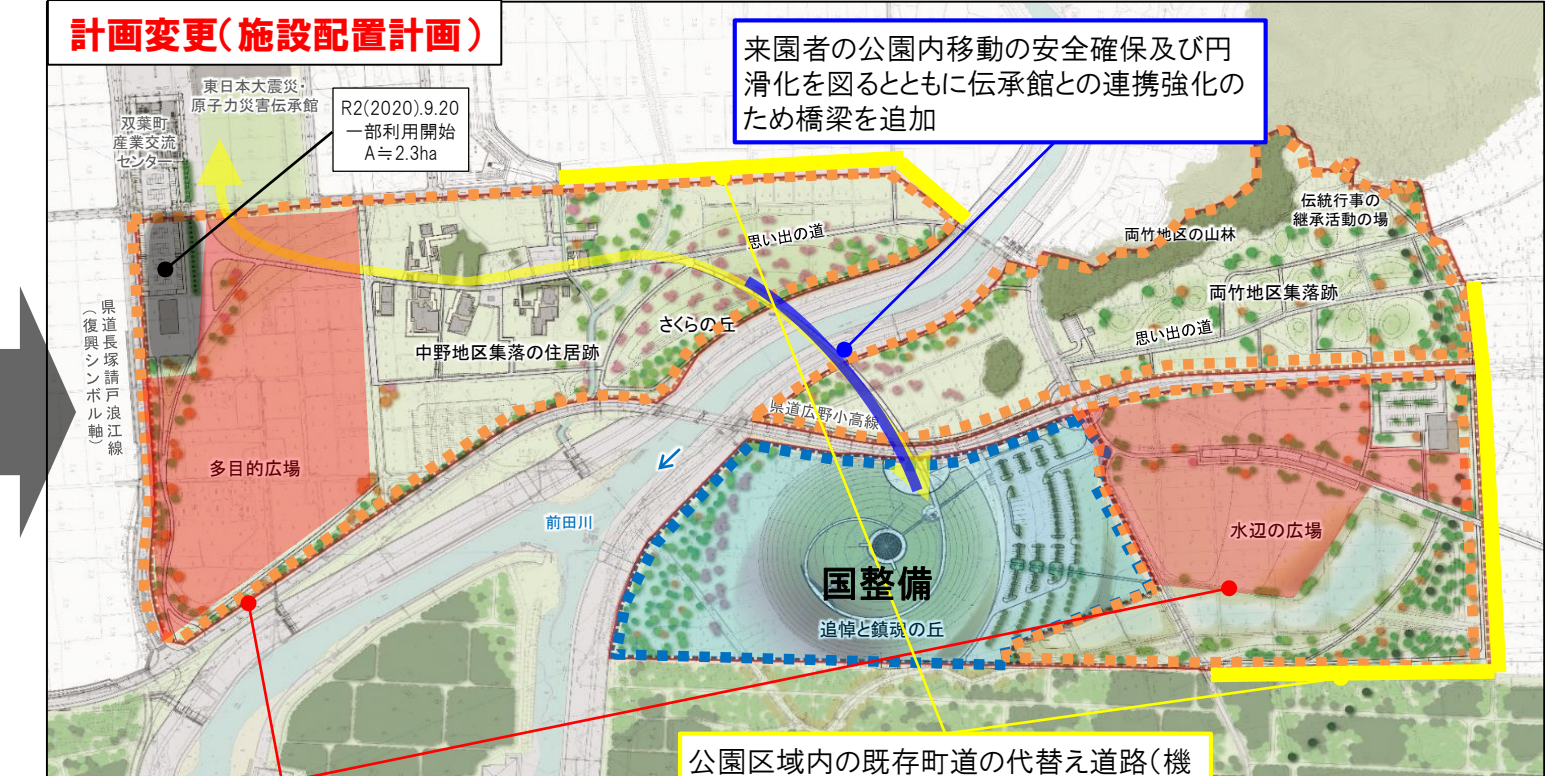 計画変更(施設配置計画)
来園者の公園内移動の安全確保及び円
滑化を図るとともに伝承館との連携強化の
ため橋梁を追加
東日本大震災・
原子力災害伝承館
双葉町
産業交流
センター
R2(2020).9.20
一部利用開始
A≒2.3ha
伝統行事の
継承活動の場
両竹地区の山林
思い出の道
両竹地区集落跡
思い出の道
さくらの丘
中野地区集落の住居跡
県道長塚請戸浪江線
(復興シンボル軸)
県道広野小高線
多目的広場
前田川
水辺の広場
国整備
追悼と鎮魂の丘
公園区域内の既存町道の代替え道路(機